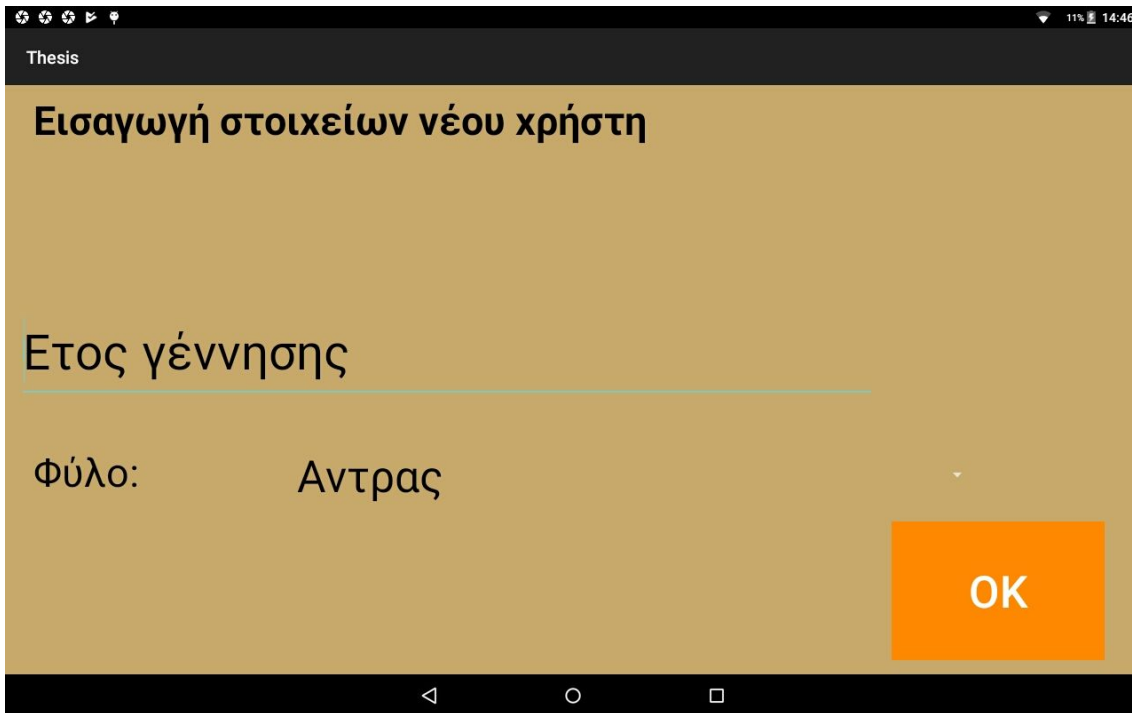 11% 14:46
Thesis
Εισαγωγή στοιχείων νέου χρήστη
Ετος γέννησης
Φύλο: Αντρας
OK